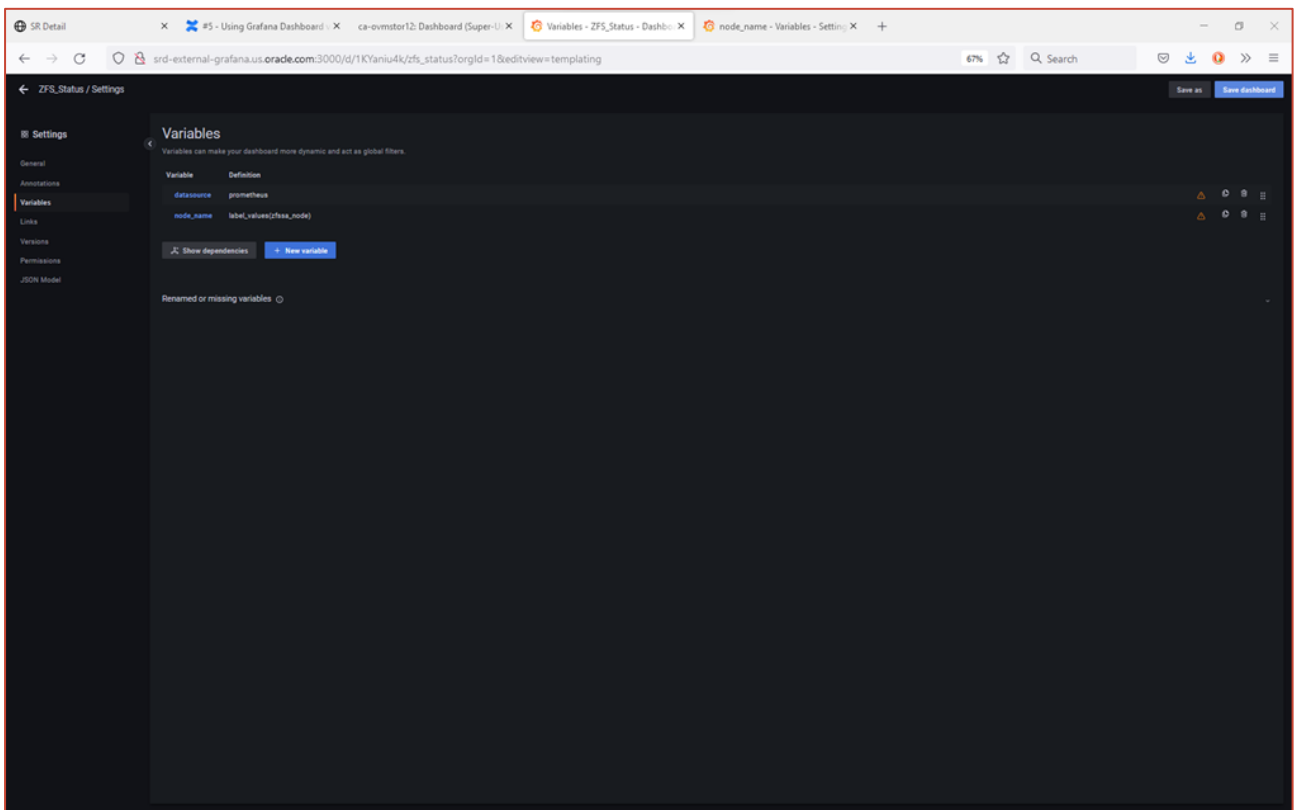 SR Detail
#5 - Using Grafana Dashboard
ca-ovmstor12: Dashboard (Super-U
Variables - ZFS_Status - Dashbo
node_name - Variables - Setting
srd-external-grafana.us.oracle.com:3000/d/1KYaniu4k/zfs_status?orgId=1&editview=templating
67%
Search
ZFS_Status / Settings
Save as
Save dashboard
Settings
General
Annotations
Variables
Links
Versions
Permissions
JSON Model
Variables
Variables can make your dashboard more dynamic and act as global filters.
Variable Definition
datasource prometheus
node_name label_values(zfssa_node)
Show dependencies
+ New variable
Renamed or missing variables